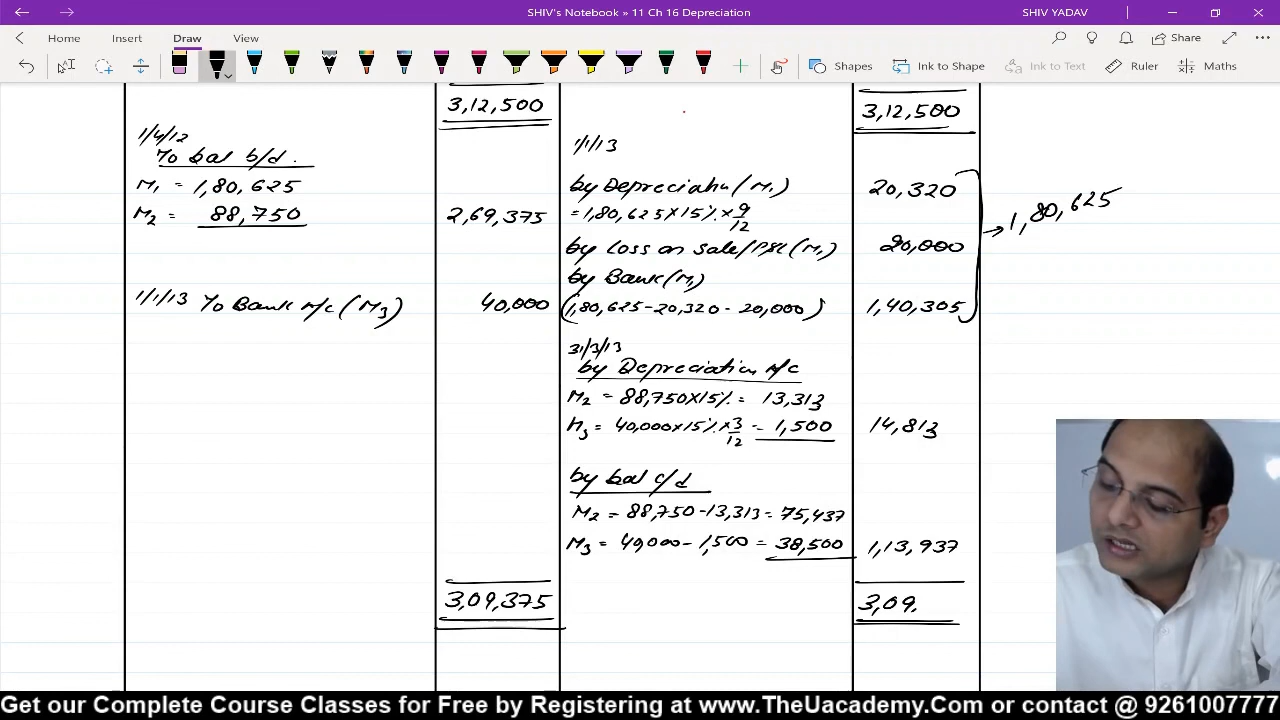 SHIV's Notebook » 11 Ch 16 Depreciation
SHIV YADAV
Home Insert Draw View
Share
Shapes Ink to Shape Ink to Text Ruler Maths
3,12,500 3,12,500
1/4/12
To bal b/d.
M1 = 1,80,625
M2 = 88,750 2,69,375
1/1/13 To Bank A/c (M3) 40,000
3,09,375
1/1/13
by Depreciatn (M1) 20,320
= 1,80,625×15%×9/12
by Loss on Sale/P&L (M1) 20,000
by Bank (M1)
(1,80,625-20,320-20,000) 1,40,305
→ 1,80,625
31/3/13
by Depreciation A/c
M2 = 88,750×15% = 13,313
M3 = 40,000×15%×3/12 = 1,500 14,813
by bal c/d
M2 = 88,750-13,313 = 75,437
M3 = 40,000-1,500 = 38,500 1,13,937
3,09.
Get our Complete Course Classes for Free by Registering at www.TheUacademy.com or contact @ 9261007777